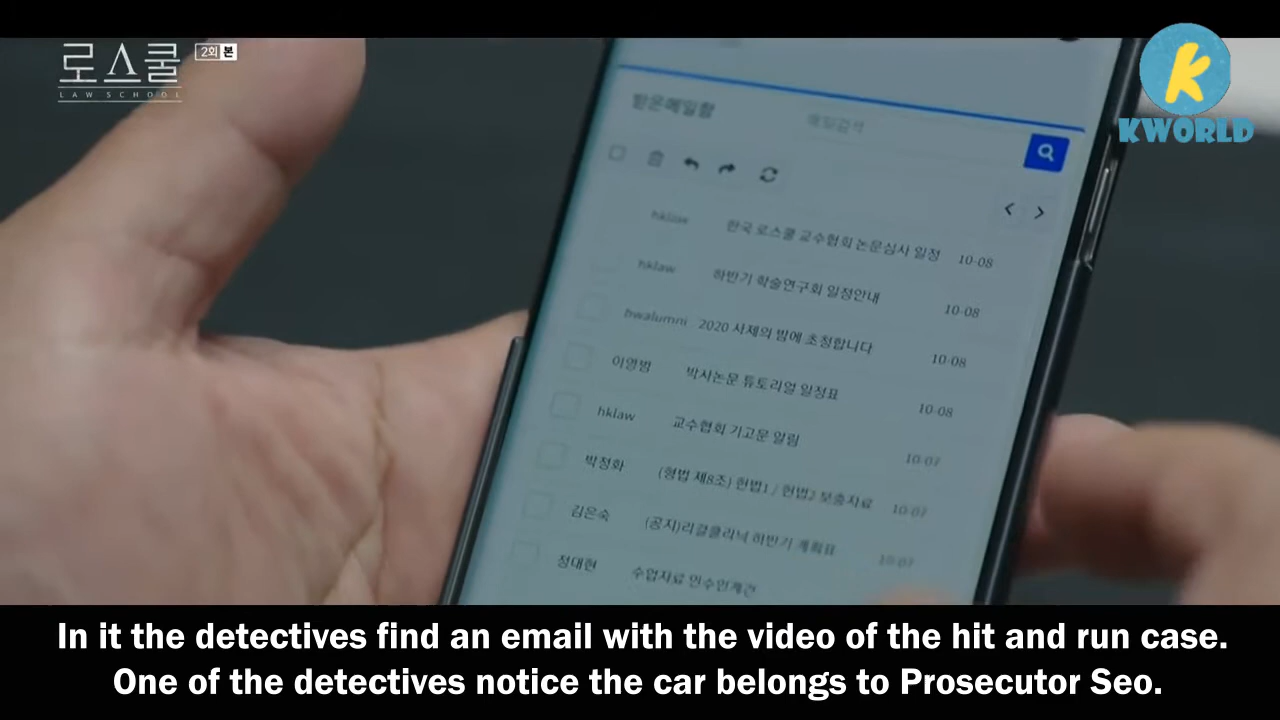 로스쿨
2회 본
LAW SCHOOL
K
KWORLD
받은메일함
메일검색
hklaw 한국 로스쿨 교수협회 논문심사 일정 10-08
hklaw 하반기 학술연구회 일정안내 10-08
bwalumni 2020 사제의 밤에 초청합니다 10-08
이영범 박사논문 튜토리얼 일정표 10-08
hklaw 교수협회 기고문 알림 10-07
박정화 (형법 제8조) 헌법1 / 헌법2 보충자료 10-07
김은숙 (공지)리걸클리닉 하반기 계획표 10-07
정대현 수업자료 인수인계건
In it the detectives find an email with the video of the hit and run case.
One of the detectives notice the car belongs to Prosecutor Seo.